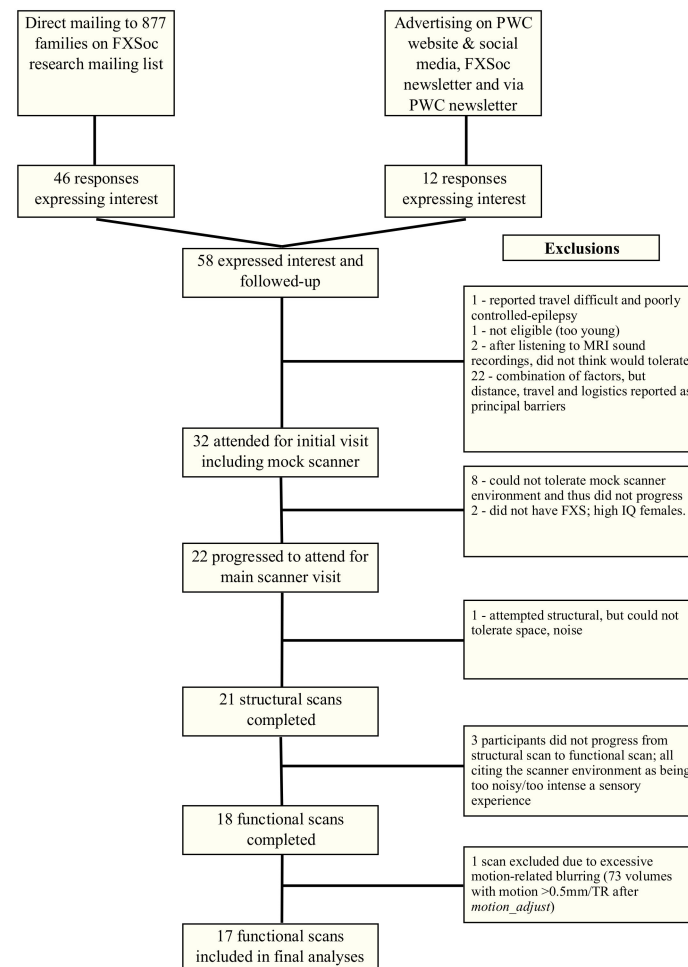 Direct mailing to 877
families on FXSoc
research mailing list
Advertising on PWC
website & social
media, FXSoc
newsletter and via
PWC newsletter
46 responses
expressing interest
12 responses
expressing interest
58 expressed interest and
followed-up
Exclusions
1 - reported travel difficult and poorly
controlled-epilepsy
1 - not eligible (too young)
2 - after listening to MRI sound
recordings, did not think would tolerate
22 - combination of factors, but
distance, travel and logistics reported as
principal barriers
32 attended for initial visit
including mock scanner
8 - could not tolerate mock scanner
environment and thus did not progress
2 - did not have FXS; high IQ females.
22 progressed to attend for
main scanner visit
1 - attempted structural, but could not
tolerate space, noise
21 structural scans
completed
3 participants did not progress from
structural scan to functional scan; all
citing the scanner environment as being
too noisy/too intense a sensory
experience
18 functional scans
completed
1 scan excluded due to excessive
motion-related blurring (73 volumes
with motion >0.5mm/TR after
motion_adjust)
17 functional scans
included in final analyses